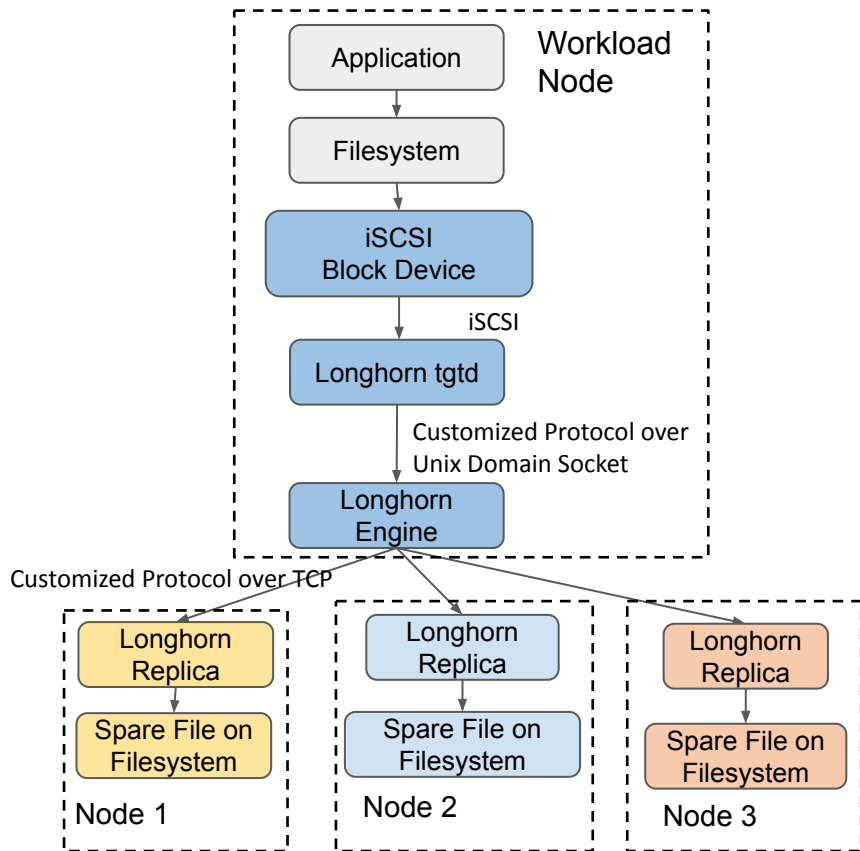 Application
Workload
Node
Filesystem
iSCSI
Block Device
iSCSI
Longhorn tgtd
Customized Protocol over
Unix Domain Socket
Longhorn
Engine
Customized Protocol over TCP
Longhorn
Replica
Spare File on
Filesystem
Node 1
Longhorn
Replica
Spare File on
Filesystem
Node 2
Longhorn
Replica
Spare File on
Filesystem
Node 3